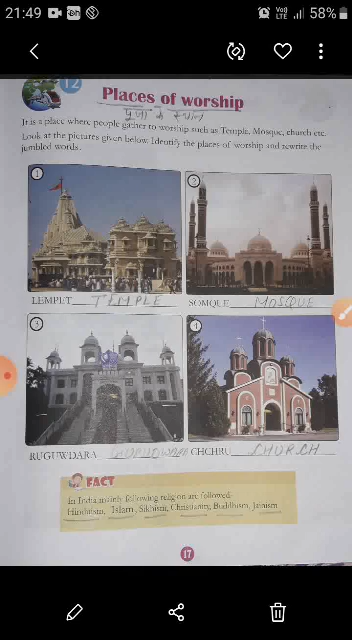 21:49
Vo)) LTE 58%
12
Places of worship
It is a place where people gather to worship such as Temple, Mosque, church etc.
Look at the pictures given below. Identify the places of worship and rewrite the
jumbled words.
1
2
LEMPLT TEMPLE SOMQUE MOSQUE
3
4
RUGUWDARA CHCHRU CHURCH
FACT
In India mainly following religion are followed:
Hinduism, Islam, Sikhism, Christianity, Buddhism, Jainism
17